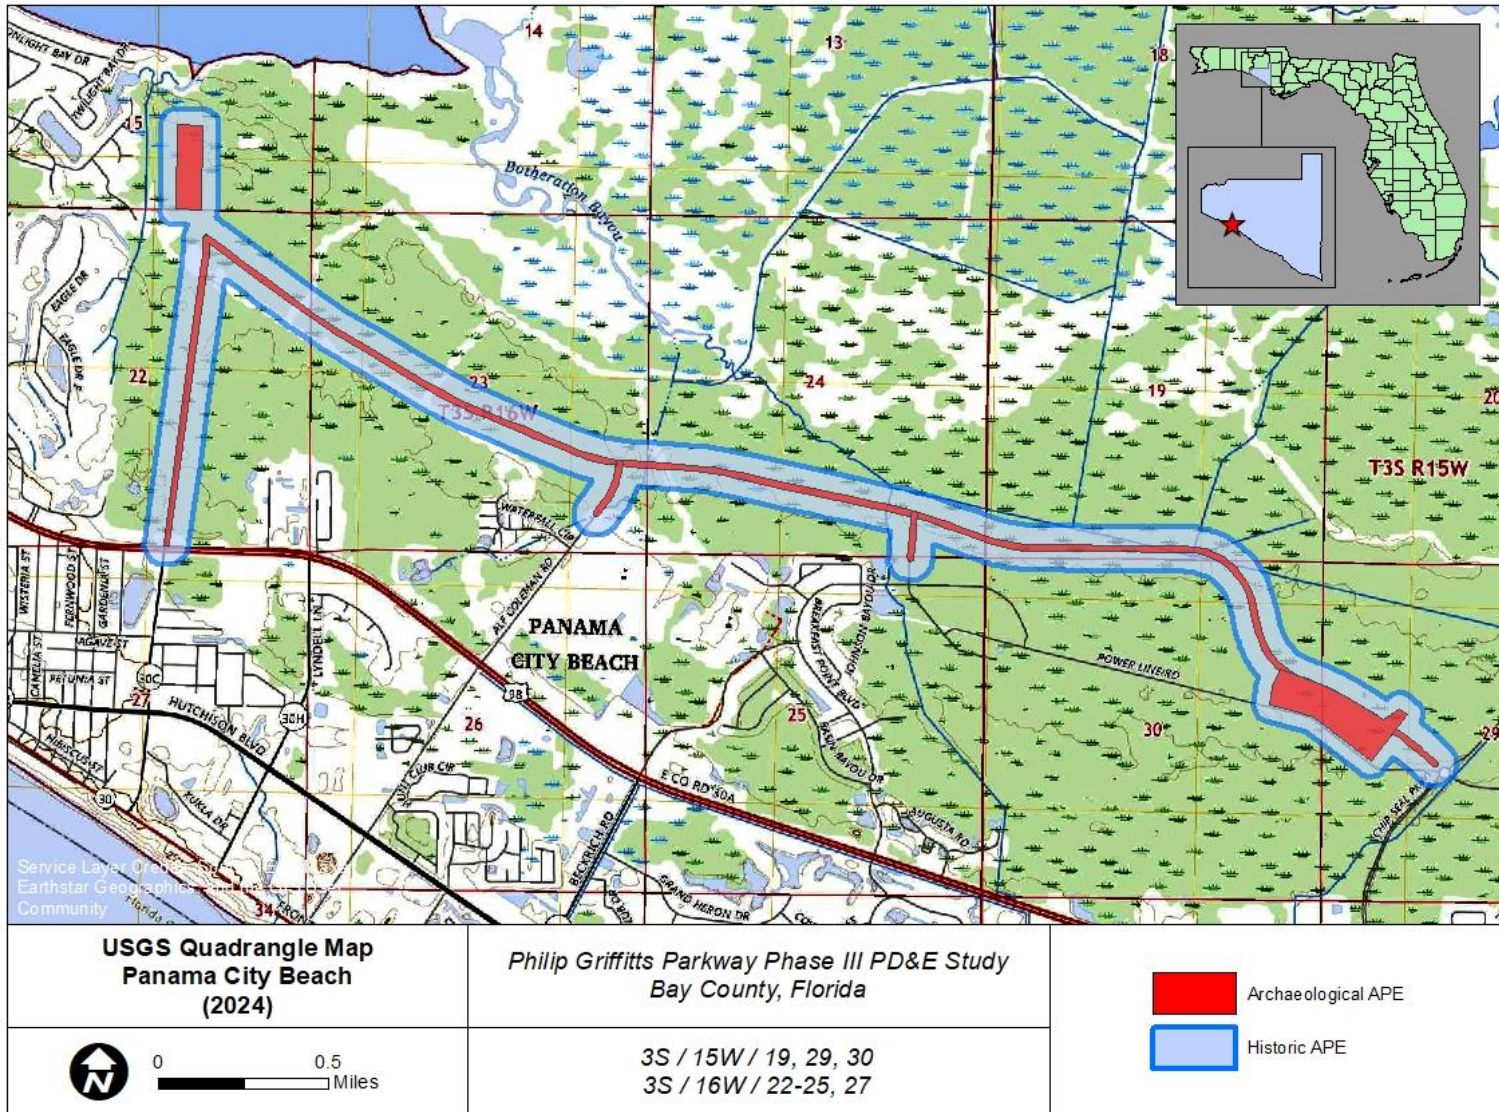 14
13
18
TWILIGHT BAY DR
15
Botheration Bayou
EAGLE DR
EAGLE DR E
22
23
24
19
20
T3S R16W
T3S R15W
WATERFALL CIR
ALF COLEMAN RD
WISTERIA ST
FERNWOOD ST
GARDENIA ST
CAMELIA ST
AGAVE ST
PETUNIA ST
30C
27
LYNDELL LN
PANAMA
CITY BEACH
BREAKFAST POINT BLVD
JOHNSON BAYOU DR
POWER LINE RD
98
30H
HUTCHISON BLVD
HIBISCUS ST
26
25
30
29
BASIN BAYOU DR
CLUB CIR
E CO RD 30A
30
KUKLA DR
AUGUSTA RD
CHIP SEAL
BECKRICH RD
GRAND HERON DR
34
Service Layer
Earthstar Geographics,
Community
USGS Quadrangle Map
Panama City Beach
(2024)
Philip Griffitts Parkway Phase III PD&E Study
Bay County, Florida
Archaeological APE
Historic APE
N
0 0.5
Miles
3S / 15W / 19, 29, 30
3S / 16W / 22-25, 27